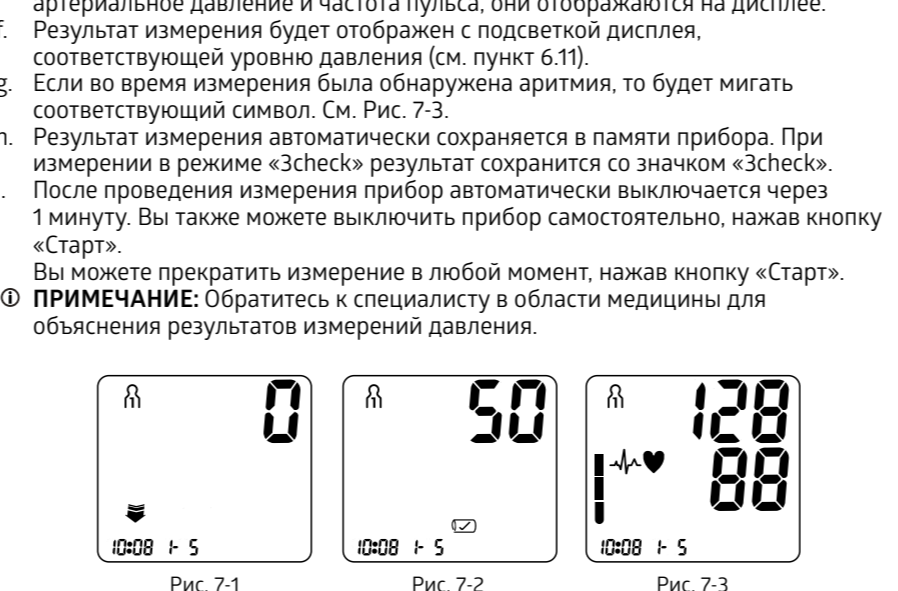 артериальное давление и частота пульса, они отображаются на дисплее.
f. Результат измерения будет отображен с подсветкой дисплея,
соответствующей уровню давления (см. пункт 6.11).
g. Если во время измерения была обнаружена аритмия, то будет мигать
соответствующий символ. См. Рис. 7-3.
h. Результат измерения автоматически сохраняется в памяти прибора. При
измерении в режиме «3check» результат сохранится со значком «3check».
. После проведения измерения прибор автоматически выключается через
1 минуту. Вы также можете выключить прибор самостоятельно, нажав кнопку
«Старт».
Вы можете прекратить измерение в любой момент, нажав кнопку «Старт».
ⓘ ПРИМЕЧАНИЕ: Обратитесь к специалисту в области медицины для
объяснения результатов измерений давления.
0
10:08 1- 5
Рис. 7-1
50
10:08 1- 5
Рис. 7-2
128
88
10:08 1- 5
Рис. 7-3